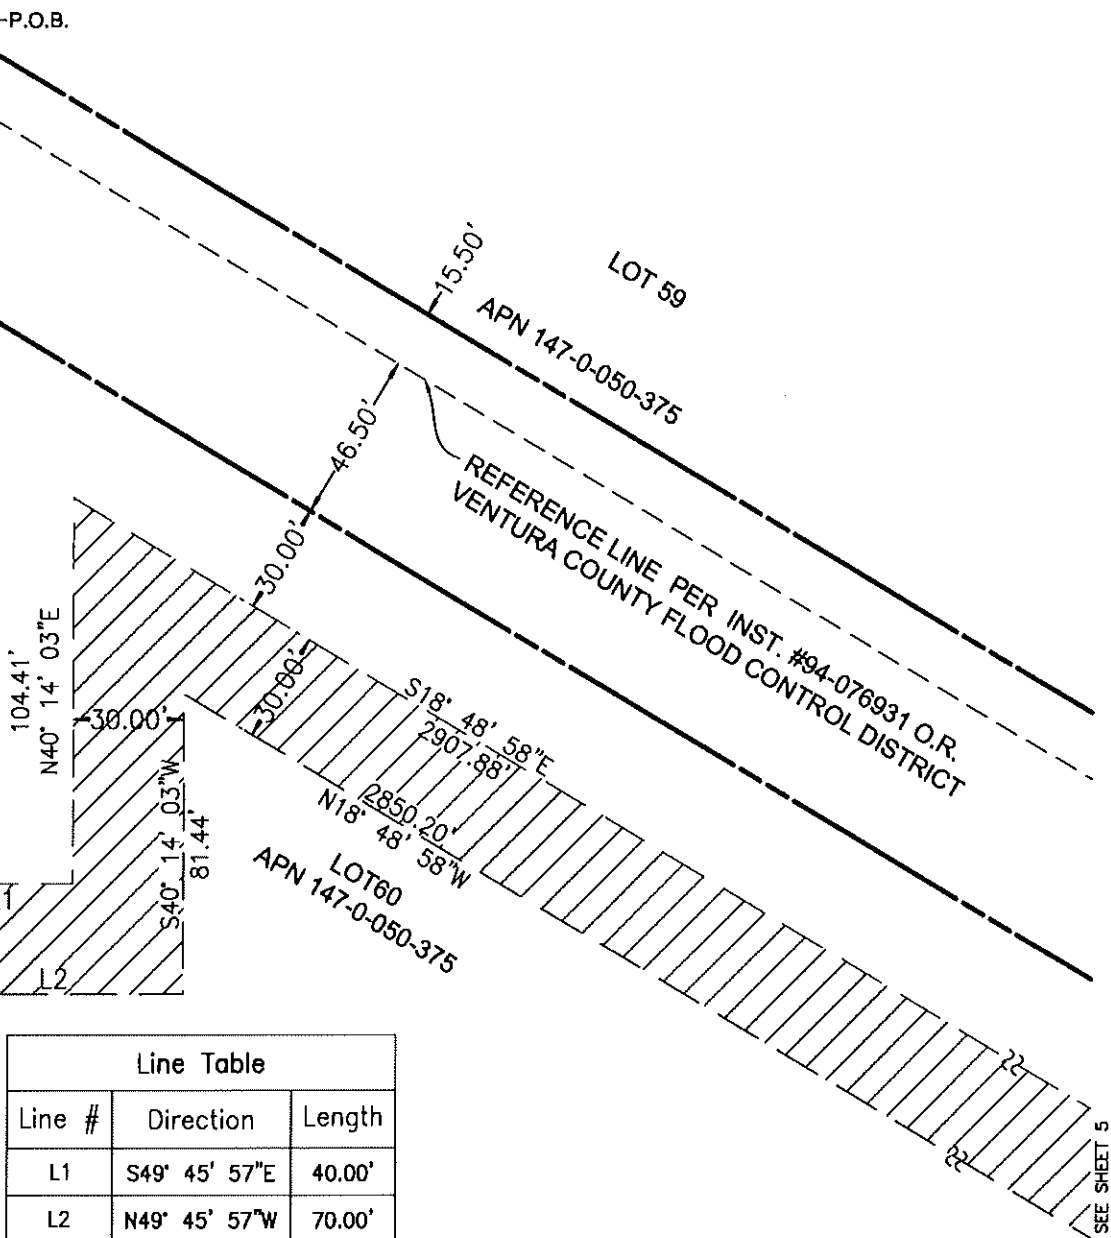 -P.O.B.
15.50'
LOT 59
APN 147-0-050-375
46.50'
REFERENCE LINE PER INST. #94-076931 O.R.
VENTURA COUNTY FLOOD CONTROL DISTRICT
30.00'
104.41'
N40° 14' 03"E
30.00'
30.00'
S18° 48' 58"E
2907.88'
2850.20'
N18° 48' 58"W
S40° 14' 03"W
81.44'
LOT60
APN 147-0-050-375
1
L2
Line Table
Line # Direction Length
L1 S49° 45' 57"E 40.00'
L2 N49° 45' 57"W 70.00'
SEE SHEET 5